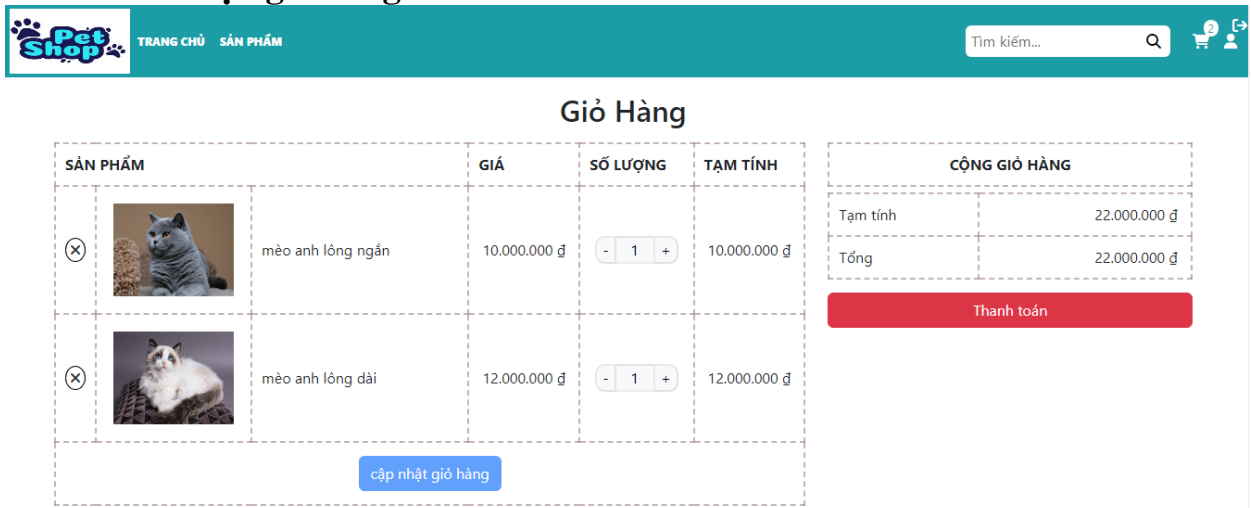 Pet
Shop
TRANG CHỦ SẢN PHẨM
Tìm kiếm...
2
Giỏ Hàng
SẢN PHẨM GIÁ SỐ LƯỢNG TẠM TÍNH
mèo anh lông ngắn 10.000.000 ₫ - 1 + 10.000.000 ₫
mèo anh lông dài 12.000.000 ₫ - 1 + 12.000.000 ₫
cập nhật giỏ hàng
CỘNG GIỎ HÀNG
Tạm tính 22.000.000 ₫
Tổng 22.000.000 ₫
Thanh toán